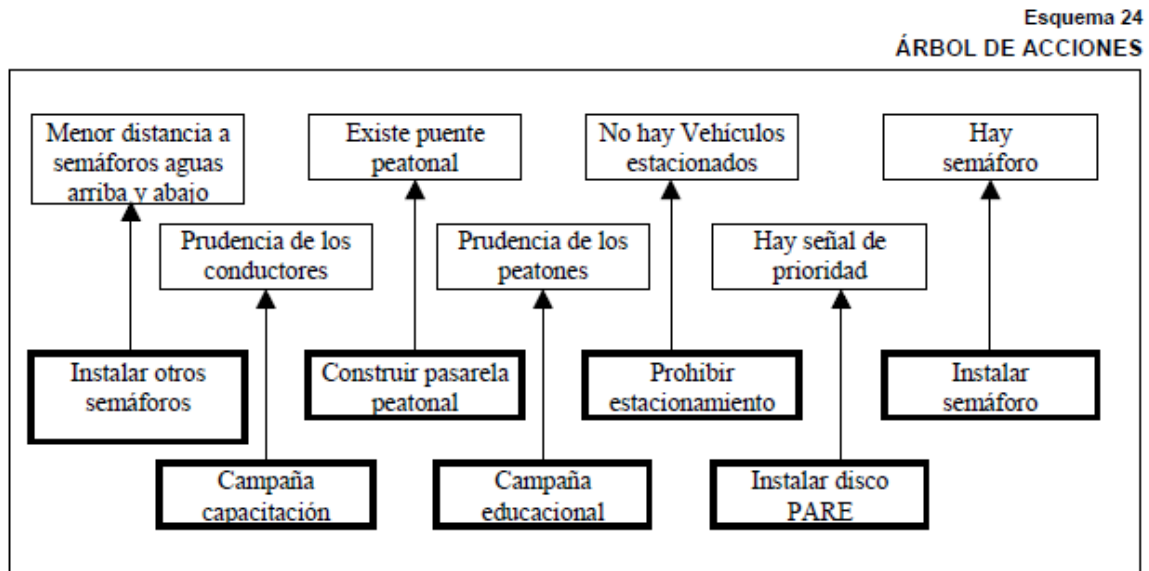 Esquema 24
ÁRBOL DE ACCIONES
Menor distancia a
semáforos aguas
arriba y abajo
Existe puente
peatonal
No hay Vehículos
estacionados
Hay
semáforo
Prudencia de los
conductores
Prudencia de los
peatones
Hay señal de
prioridad
Instalar otros
semáforos
Construir pasarela
peatonal
Prohibir
estacionamiento
Instalar
semáforo
Campaña
capacitación
Campaña
educacional
Instalar disco
PARE